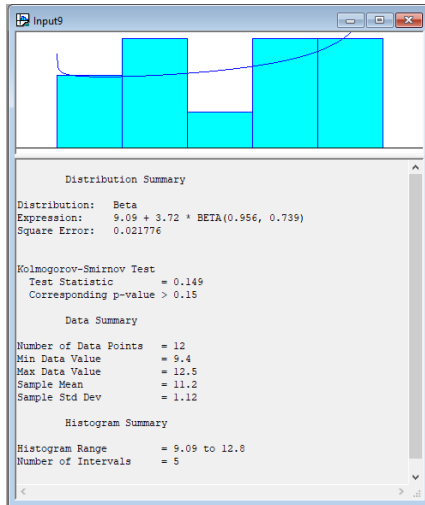 Input9
Distribution Summary
Distribution: Beta
Expression: 9.09 + 3.72 * BETA(0.956, 0.739)
Square Error: 0.021776
Kolmogorov-Smirnov Test
Test Statistic = 0.149
Corresponding p-value > 0.15
Data Summary
Number of Data Points = 12
Min Data Value = 9.4
Max Data Value = 12.5
Sample Mean = 11.2
Sample Std Dev = 1.12
Histogram Summary
Histogram Range = 9.09 to 12.8
Number of Intervals = 5